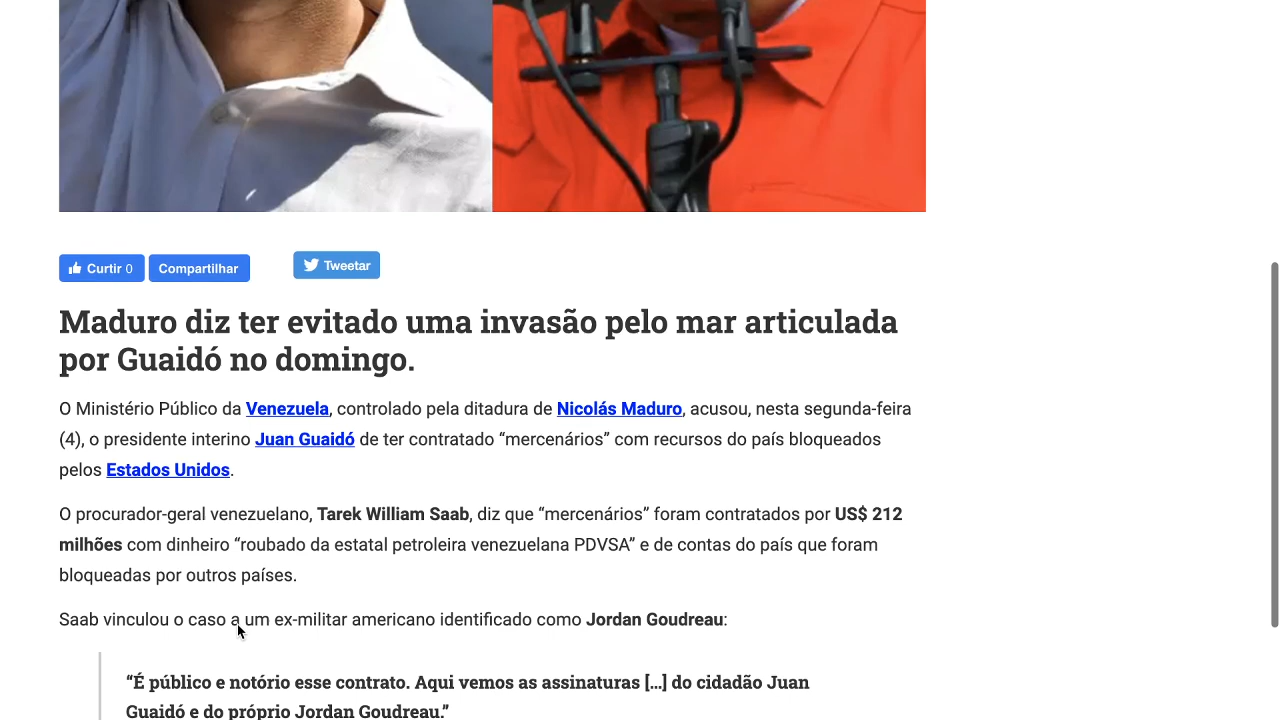 Curtir 0
Compartilhar
Tweetar
Maduro diz ter evitado uma invasão pelo mar articulada
por Guaidó no domingo.
O Ministério Público da Venezuela, controlado pela ditadura de Nicolás Maduro, acusou, nesta segunda-feira
(4), o presidente interino Juan Guaidó de ter contratado “mercenários” com recursos do país bloqueados
pelos Estados Unidos.
O procurador-geral venezuelano, Tarek William Saab, diz que “mercenários” foram contratados por US$ 212
milhões com dinheiro “roubado da estatal petroleira venezuelana PDVSA” e de contas do país que foram
bloqueadas por outros países.
Saab vinculou o caso a um ex-militar americano identificado como Jordan Goudreau:
“É público e notório esse contrato. Aqui vemos as assinaturas [...] do cidadão Juan
Guaidó e do próprio Jordan Goudreau.”